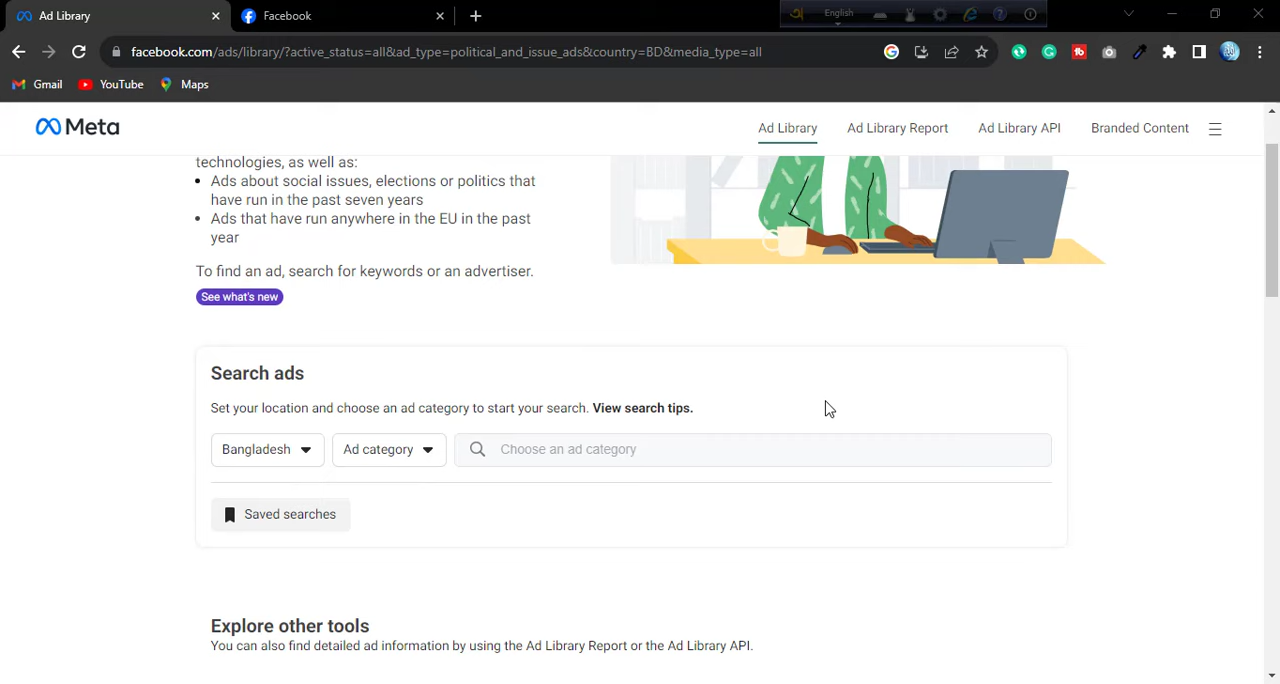 Ad Library
Facebook
English
facebook.com/ads/library/?active_status=all&ad_type=political_and_issue_ads&country=BD&media_type=all
Gmail
YouTube
Maps
Meta
Ad Library
Ad Library Report
Ad Library API
Branded Content
technologies, as well as:
• Ads about social issues, elections or politics that
have run in the past seven years
• Ads that have run anywhere in the EU in the past
year
To find an ad, search for keywords or an advertiser.
See what's new
Search ads
Set your location and choose an ad category to start your search. View search tips.
Bangladesh
Ad category
Choose an ad category
Saved searches
Explore other tools
You can also find detailed ad information by using the Ad Library Report or the Ad Library API.